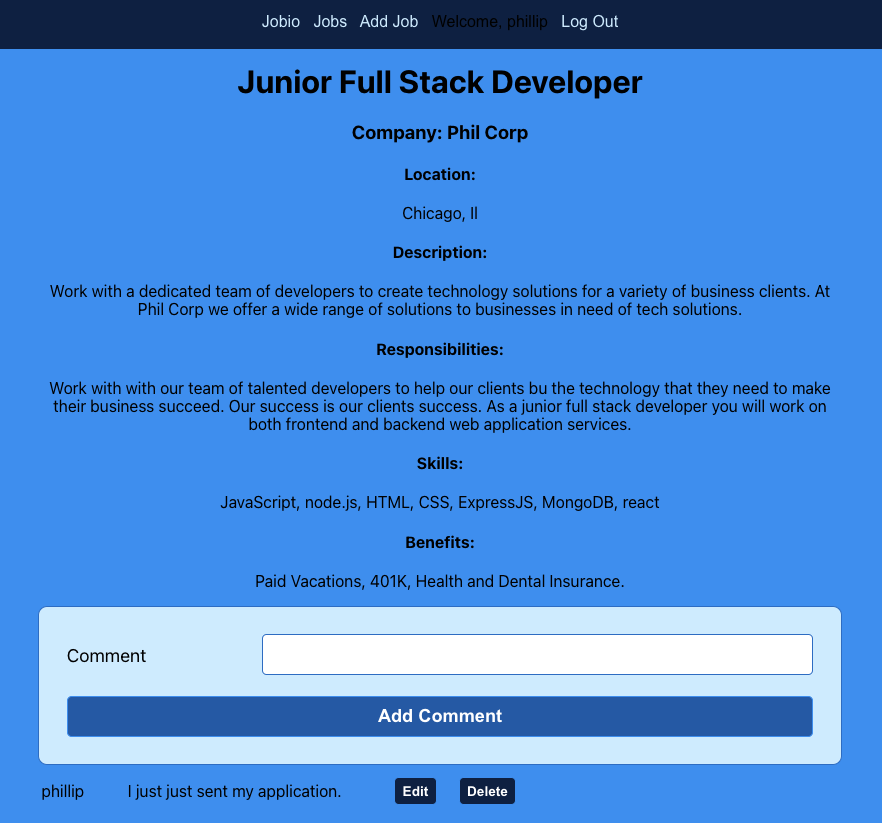 Jobio Jobs Add Job Welcome, phillip Log Out
Junior Full Stack Developer
Company: Phil Corp
Location:
Chicago, Il
Description:
Work with a dedicated team of developers to create technology solutions for a variety of business clients. At
Phil Corp we offer a wide range of solutions to businesses in need of tech solutions.
Responsibilities:
Work with with our team of talented developers to help our clients bu the technology that they need to make
their business succeed. Our success is our clients success. As a junior full stack developer you will work on
both frontend and backend web application services.
Skills:
JavaScript, node.js, HTML, CSS, ExpressJS, MongoDB, react
Benefits:
Paid Vacations, 401K, Health and Dental Insurance.
Comment
Add Comment
phillip I just just sent my application. Edit Delete